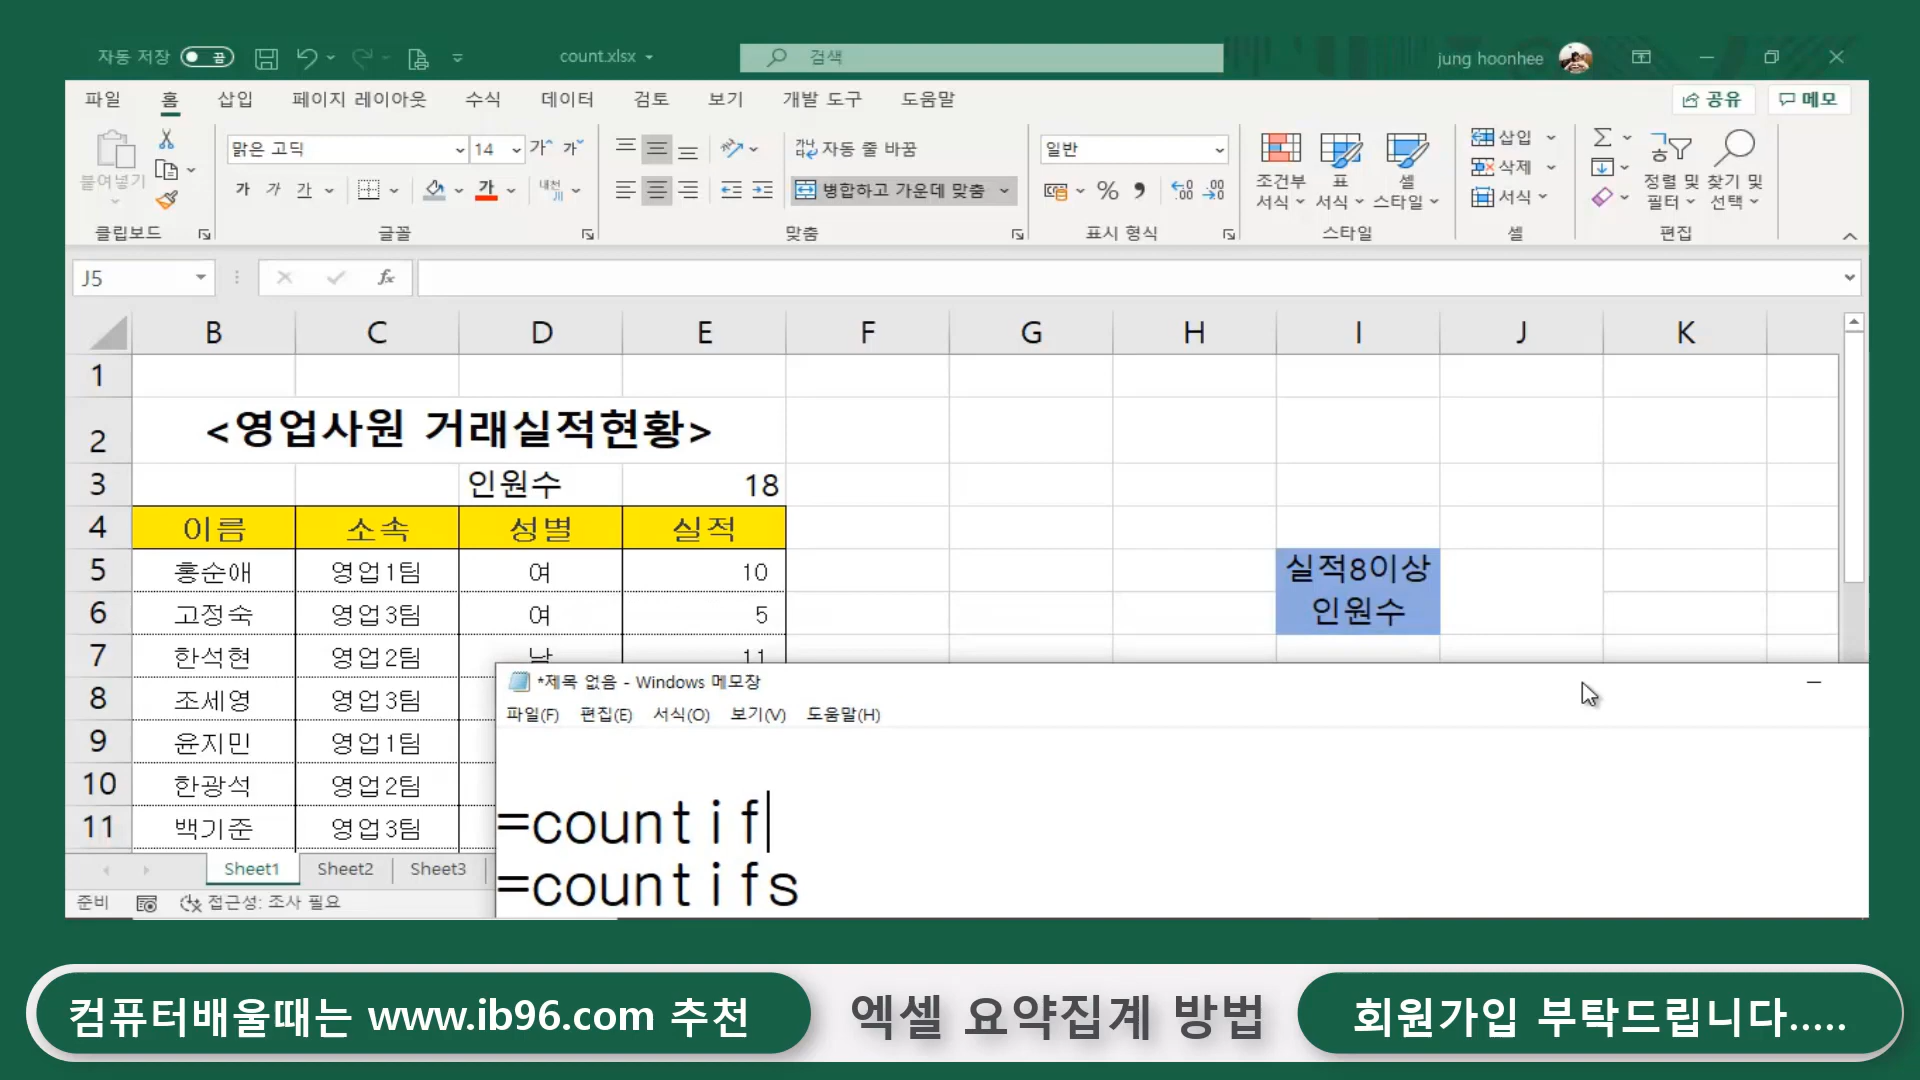 자동 저장 끔 count.xlsx 검색 jung hoonhee
파일 홈 삽입 페이지 레이아웃 수식 데이터 검토 보기 개발 도구 도움말 공유 메모
붙여넣기
클립보드
맑은 고딕 14 가 가
가 가 가 가 내천
글꼴
자동 줄 바꿈
병합하고 가운데 맞춤
맞춤
일반
% 9 .00
표시 형식
조건부 서식
표 서식
셀 스타일
스타일
삽입
삭제
서식
셀
정렬 및 필터
찾기 및 선택
편집
J5 fx
B C D E F G H I J K
1
2 <영업사원 거래실적현황>
3 인원수 18
4 이름 소속 성별 실적
5 홍순애 영업1팀 여 10 실적8이상
6 고정숙 영업3팀 여 5 인원수
7 한석현 영업2팀 남 11
8 조세영 영업3팀
9 윤지민 영업1팀
10 한광석 영업2팀
11 백기준 영업3팀
*제목 없음 - Windows 메모장
파일(F) 편집(E) 서식(O) 보기(V) 도움말(H)
=countif
=countifs
Sheet1 Sheet2 Sheet3
준비 접근성: 조사 필요
컴퓨터배울때는 www.ib96.com 추천
엑셀 요약집계 방법
회원가입 부탁드립니다.....